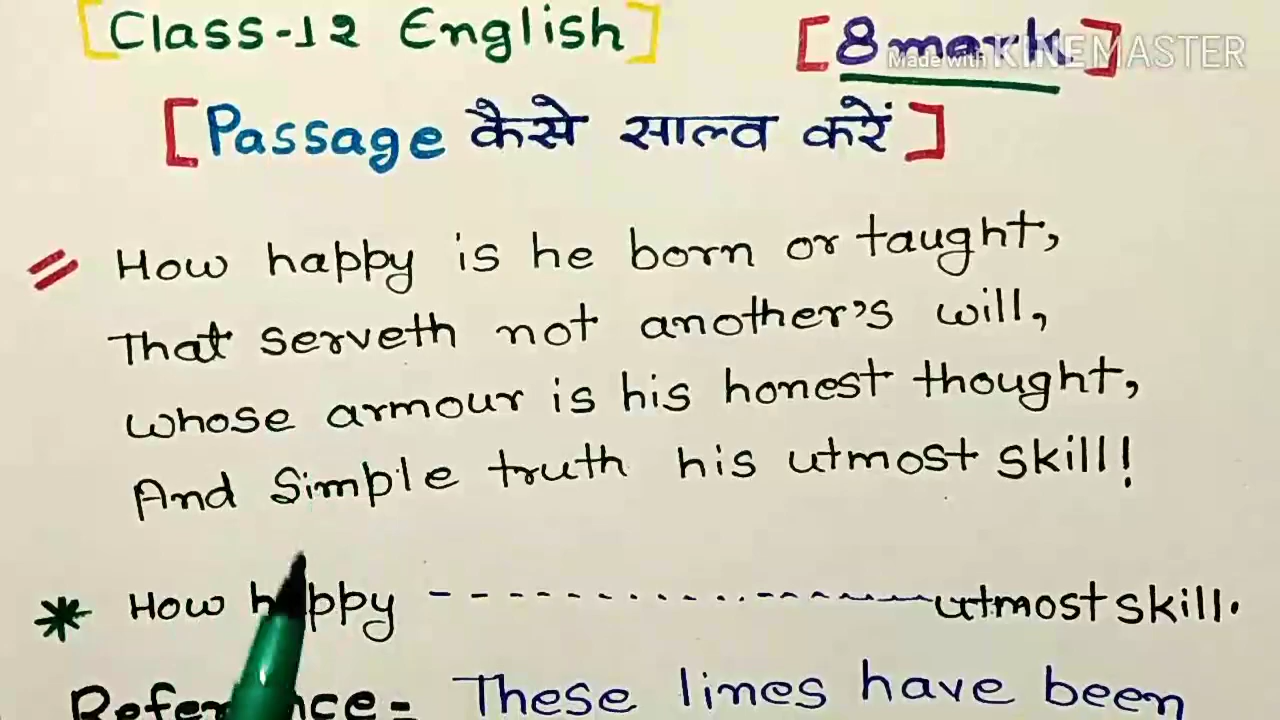 [Class-12 English] [8 mark]
Made with KINEMASTER
[Passage कैसे साल्व करें]
How happy is he born or taught,
That serveth not another's will,
whose armour is his honest thought,
And Simple truth his utmost skill!
* How happy - - - - - - - - - - - - utmost skill.
Reference = These lines have been